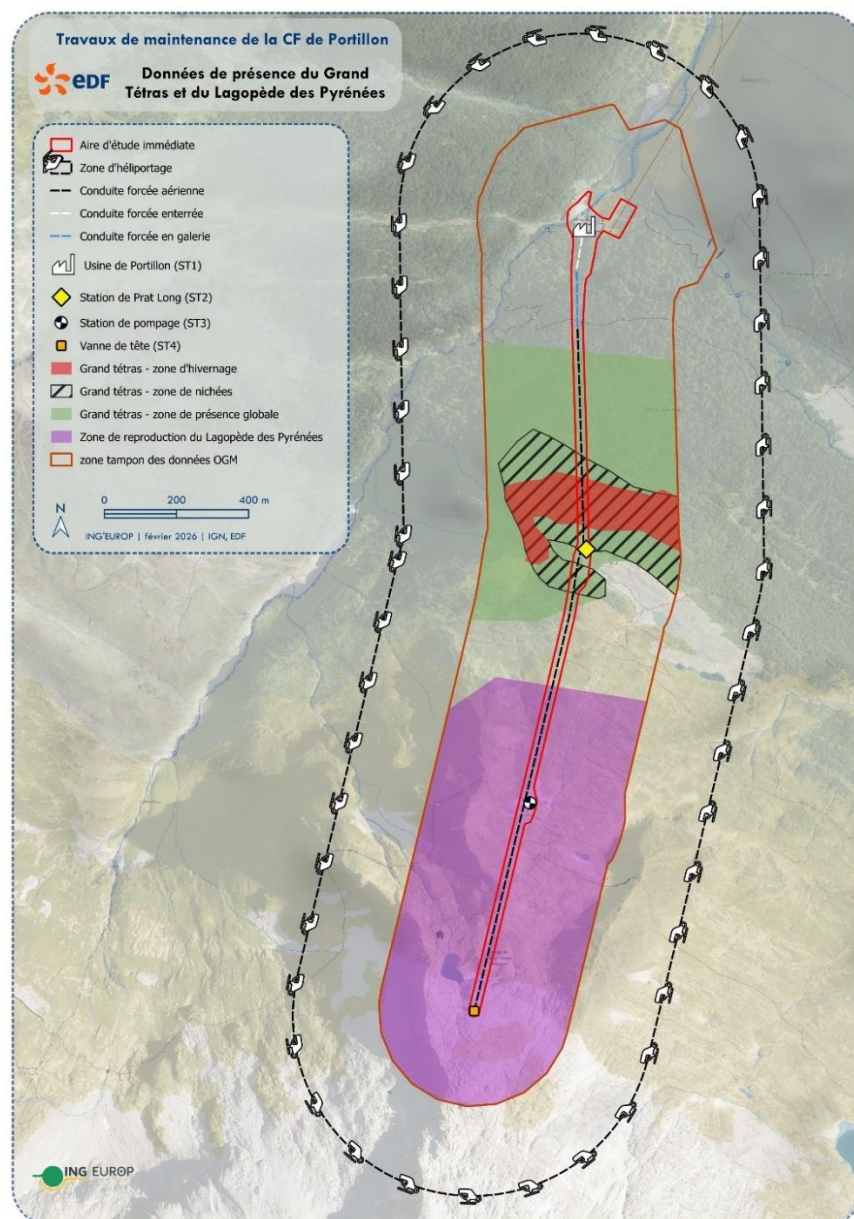 Travaux de maintenance de la CF de Portillon
eDF
Données de présence du Grand
Tétras et du Lagopède des Pyrénées
Aire d'étude immédiate
Zone d'héliportage
Conduite forcée aérienne
Conduite forcée enterrée
Conduite forcée en galerie
Usine de Portillon (ST1)
Station de Prat Long (ST2)
Station de pompage (ST3)
Vanne de tête (ST4)
Grand tétras - zone d'hivernage
Grand tétras - zone de nichées
Grand tétras - zone de présence globale
Zone de reproduction du Lagopède des Pyrénées
zone tampon des données OGM
N
0 200 400 m
ING'EUROP | février 2026 | IGN, EDF
ING EUROP